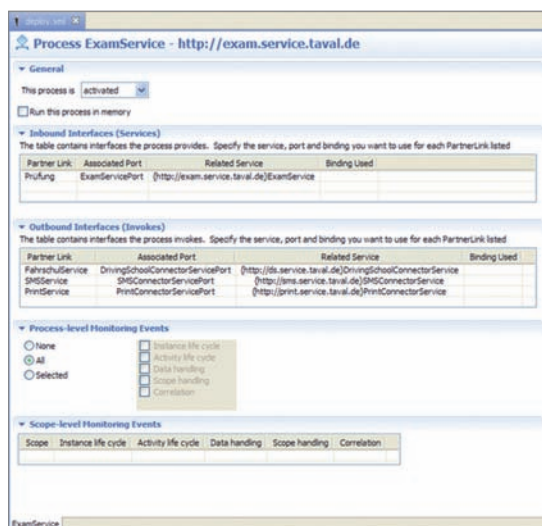 deploy.xml
Process ExamService - http://exam.service.taval.de
General
This process is activated
Run this process in memory
Inbound Interfaces (Services)
The table contains interfaces the process provides. Specify the service, port and binding you want to use for each PartnerLink listed
Partner Link Associated Port Related Service Binding Used
Prüfung ExamServicePort {http://exam.service.taval.de}ExamService
Outbound Interfaces (Invokes)
The table contains interfaces the process invokes. Specify the service, port and binding you want to use for each PartnerLink listed
Partner Link Associated Port Related Service Binding Used
FahrschulService DrivingSchoolConnectorServicePort {http://ds.service.taval.de}DrivingSchoolConnectorService
SMSService SMSConnectorServicePort {http://sms.service.taval.de}SMSConnectorService
PrintService PrintConnectorServicePort {http://print.service.taval.de}PrintConnectorService
Process-level Monitoring Events
None Instance life cycle
All Activity life cycle
Data handling
Selected Scope handling
Correlation
Scope-level Monitoring Events
Scope Instance life cycle Activity life cycle Data handling Scope handling Correlation
ExamService